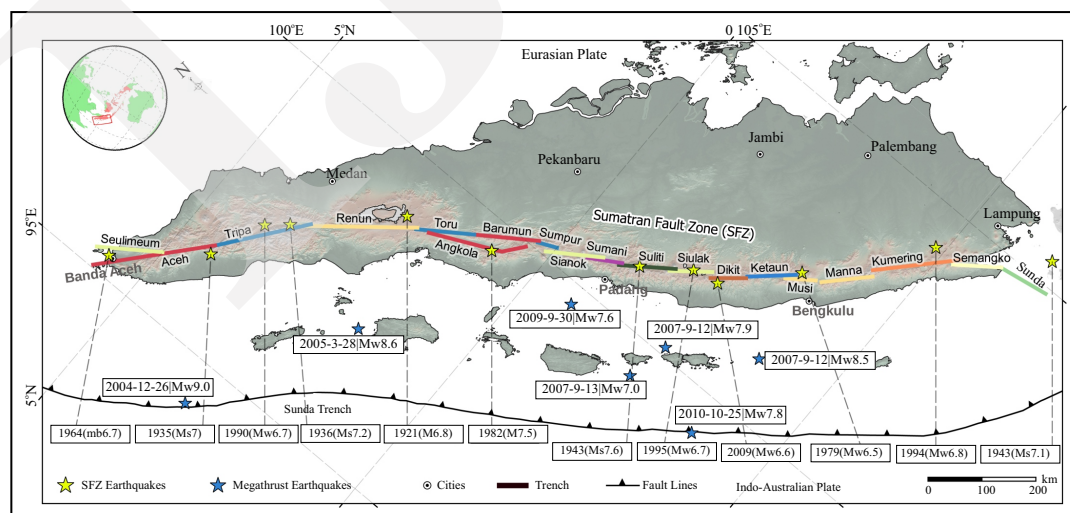 100°E
5°N
0
105°E
Eurasian Plate
N
Jambi
Palembang
Pekanbaru
Medan
Lampung
95°E
Sumatran Fault Zone (SFZ)
Seulimeum
Aceh
Tripa
Renun
Toru
Barumun
Angkola
Sumpur
Sianok
Sumani
Suliti
Siulak
Dikit
Ketaun
Musi
Manna
Kumering
Semangko
Sunda
Banda Aceh
Padang
Bengkulu
2009-9-30|Mw7.6
2007-9-12|Mw7.9
2005-3-28|Mw8.6
2007-9-12|Mw8.5
2004-12-26|Mw9.0
2007-9-13|Mw7.0
2010-10-25|Mw7.8
5°N
Sunda Trench
1964(mb6.7)
1935(Ms7)
1990(Mw6.7)
1936(Ms7.2)
1921(M6.8)
1982(M7.5)
1943(Ms7.6)
1995(Mw6.7)
2009(Mw6.6)
1979(Mw6.5)
1994(Mw6.8)
1943(Ms7.1)
SFZ Earthquakes
Megathrust Earthquakes
Cities
Trench
Fault Lines
Indo-Australian Plate
km
0 100 200